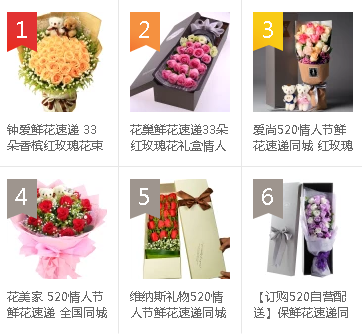 1
钟爱鲜花速递 33
朵香槟红玫瑰花束
2
花巢鲜花速递33朵
红玫瑰花礼盒情人
3
爱尚520情人节鲜
花速递同城 红玫瑰
4
花美家 520情人节
鲜花速递 全国同城
5
维纳斯礼物520情
人节鲜花速递同城
6
【订购520自营配
送】保鲜花速递同